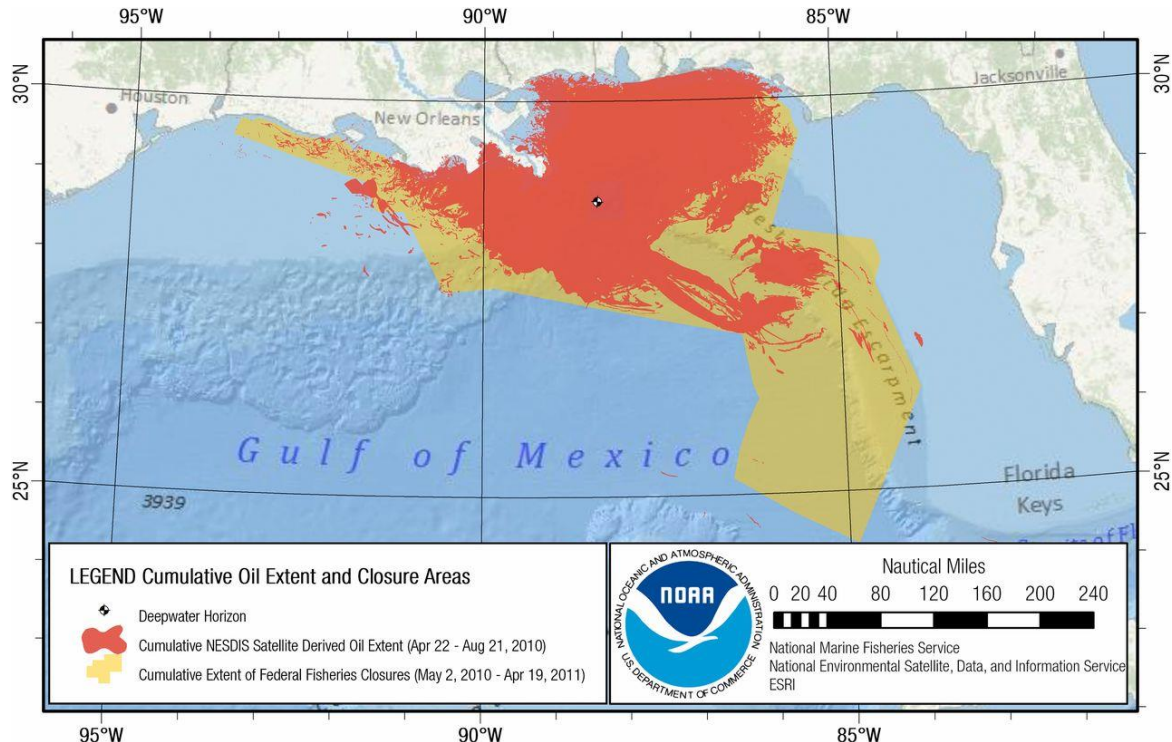 95°W
90°W
85°W
30°N
30°N
Houston
New Orleans
Jacksonville
Escarpment
Gulf of Mexico
25°N
25°N
3939
Florida
Keys
LEGEND Cumulative Oil Extent and Closure Areas
Deepwater Horizon
Cumulative NESDIS Satellite Derived Oil Extent (Apr 22 - Aug 21, 2010)
Cumulative Extent of Federal Fisheries Closures (May 2, 2010 - Apr 19, 2011)
NATIONAL OCEANIC AND ATMOSPHERIC ADMINISTRATION
NOAA
U.S. DEPARTMENT OF COMMERCE
Nautical Miles
0 20 40 80 120 160 200 240
National Marine Fisheries Service
National Environmental Satellite, Data, and Information Service
ESRI
95°W
90°W
85°W